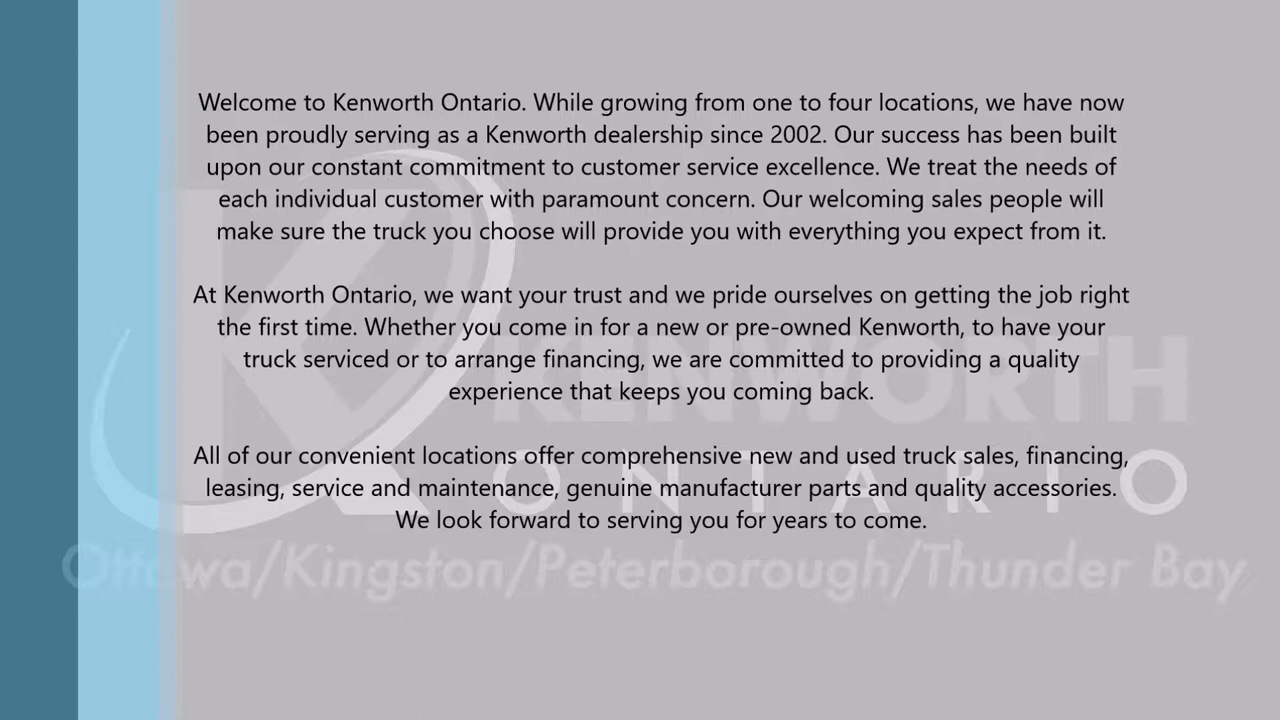 Welcome to Kenworth Ontario. While growing from one to four locations, we have now
been proudly serving as a Kenworth dealership since 2002. Our success has been built
upon our constant commitment to customer service excellence. We treat the needs of
each individual customer with paramount concern. Our welcoming sales people will
make sure the truck you choose will provide you with everything you expect from it.
At Kenworth Ontario, we want your trust and we pride ourselves on getting the job right
the first time. Whether you come in for a new or pre-owned Kenworth, to have your
truck serviced or to arrange financing, we are committed to providing a quality
experience that keeps you coming back.
All of our convenient locations offer comprehensive new and used truck sales, financing,
leasing, service and maintenance, genuine manufacturer parts and quality accessories.
We look forward to serving you for years to come.
KENWORTH
ONTARIO
Ottawa/Kingston/Peterborough/Thunder Bay